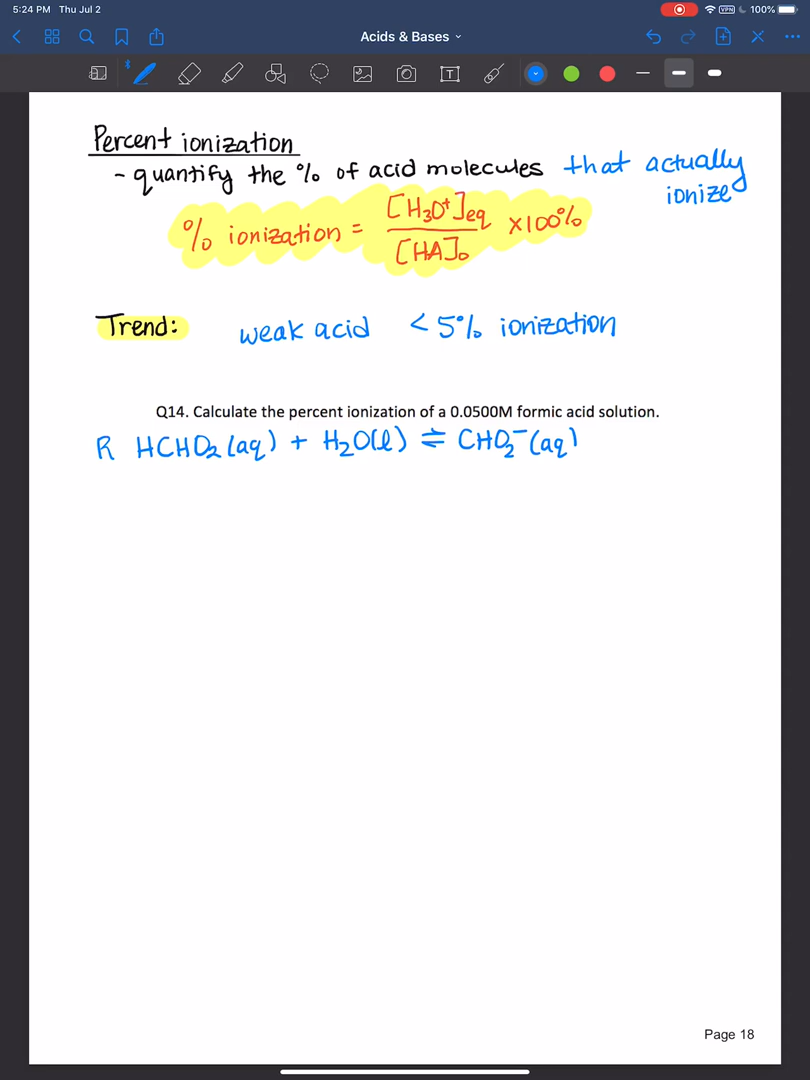 5:24 PM Thu Jul 2
VPN 100%
Acids & Bases
T
Percent ionization
- quantify the % of acid molecules that actually
ionize
% ionization = [H₃O⁺]eq / [HA]₀ ×100%
Trend: weak acid < 5% ionization
Q14. Calculate the percent ionization of a 0.0500M formic acid solution.
R HCHO₂(aq) + H₂O(l) ⇌ CHO₂⁻(aq)
Page 18